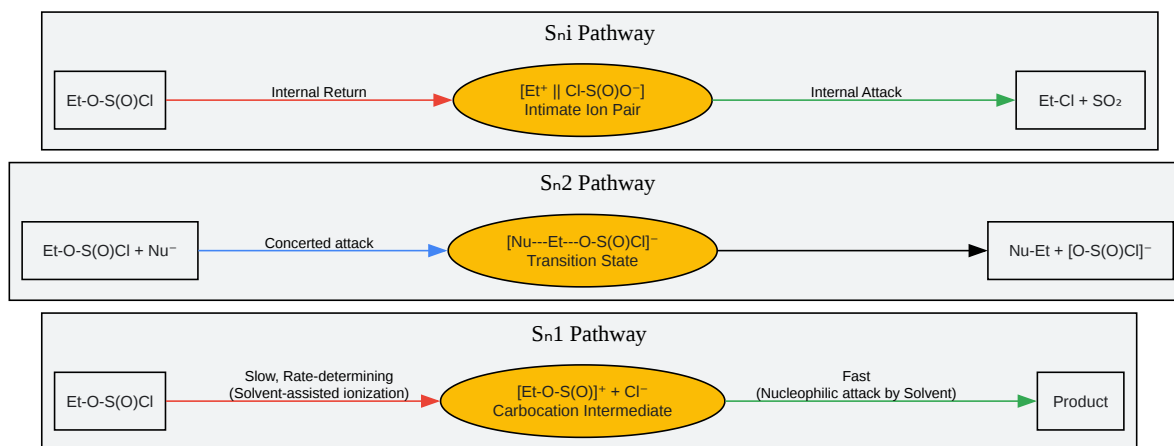 Sₙi Pathway
Et-O-S(O)Cl
Internal Return
[Et⁺ || Cl-S(O)O⁻]
Intimate Ion Pair
Internal Attack
Et-Cl + SO₂
Sₙ2 Pathway
Et-O-S(O)Cl + Nu⁻
Concerted attack
[Nu---Et---O-S(O)Cl]⁻
Transition State
Nu-Et + [O-S(O)Cl]⁻
Sₙ1 Pathway
Et-O-S(O)Cl
Slow, Rate-determining
(Solvent-assisted ionization)
[Et-O-S(O)]⁺ + Cl⁻
Carbocation Intermediate
Fast
(Nucleophilic attack by Solvent)
Product